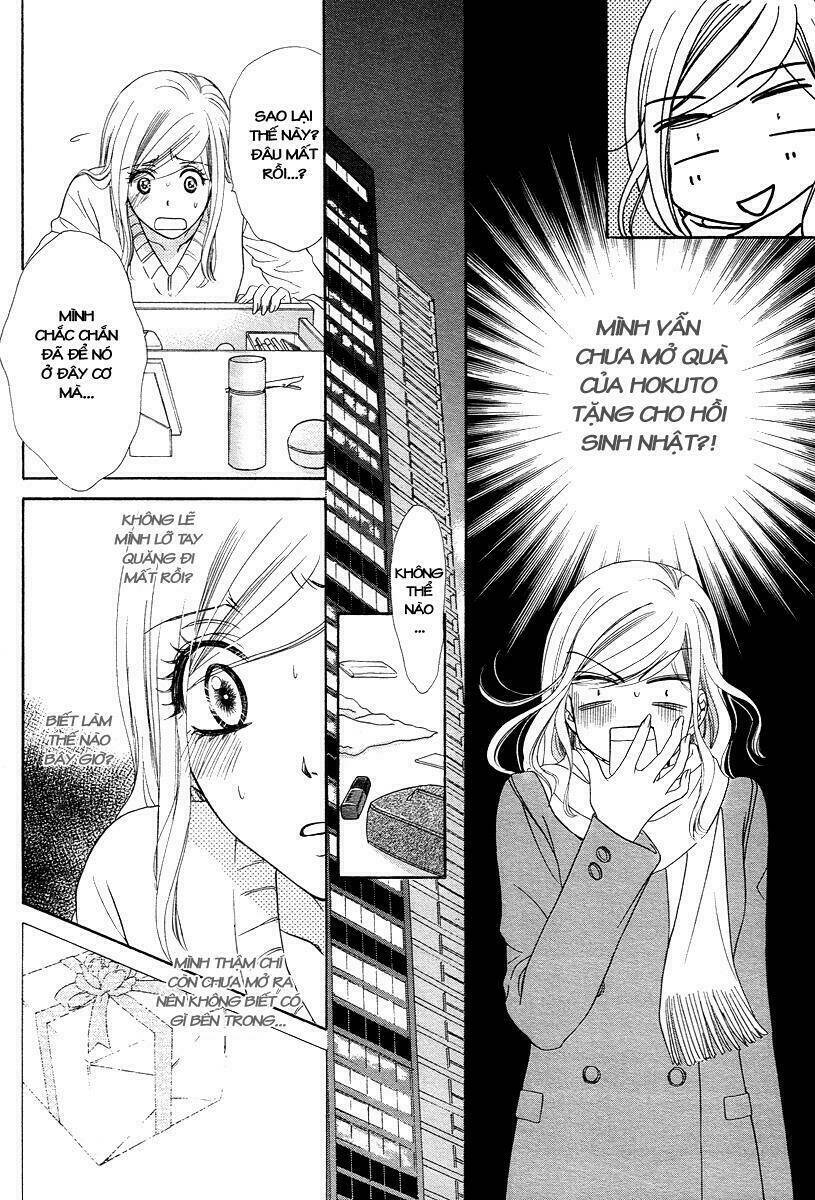 MÌNH VẪN
CHƯA MỞ QUÀ
CỦA HOKUTO
TẶNG CHO HỒI
SINH NHẬT?!
KHÔNG
THỂ
NÀO
...
SAO LẠI
THẾ NÀY?
ĐÂU MẤT
RỒI...?
MÌNH
CHẮC CHẮN
ĐÃ ĐỂ NÓ
Ở ĐÂY CƠ
MÀ...
KHÔNG LẼ
MÌNH LỠ TAY
QUĂNG ĐI
MẤT RỒI?
BIẾT LÀM
THẾ NÀO
BÂY GIỜ?
MÌNH THẬM CHÍ
CÒN CHƯA MỞ RA
NÊN KHÔNG BIẾT CÓ
GÌ BÊN TRONG...